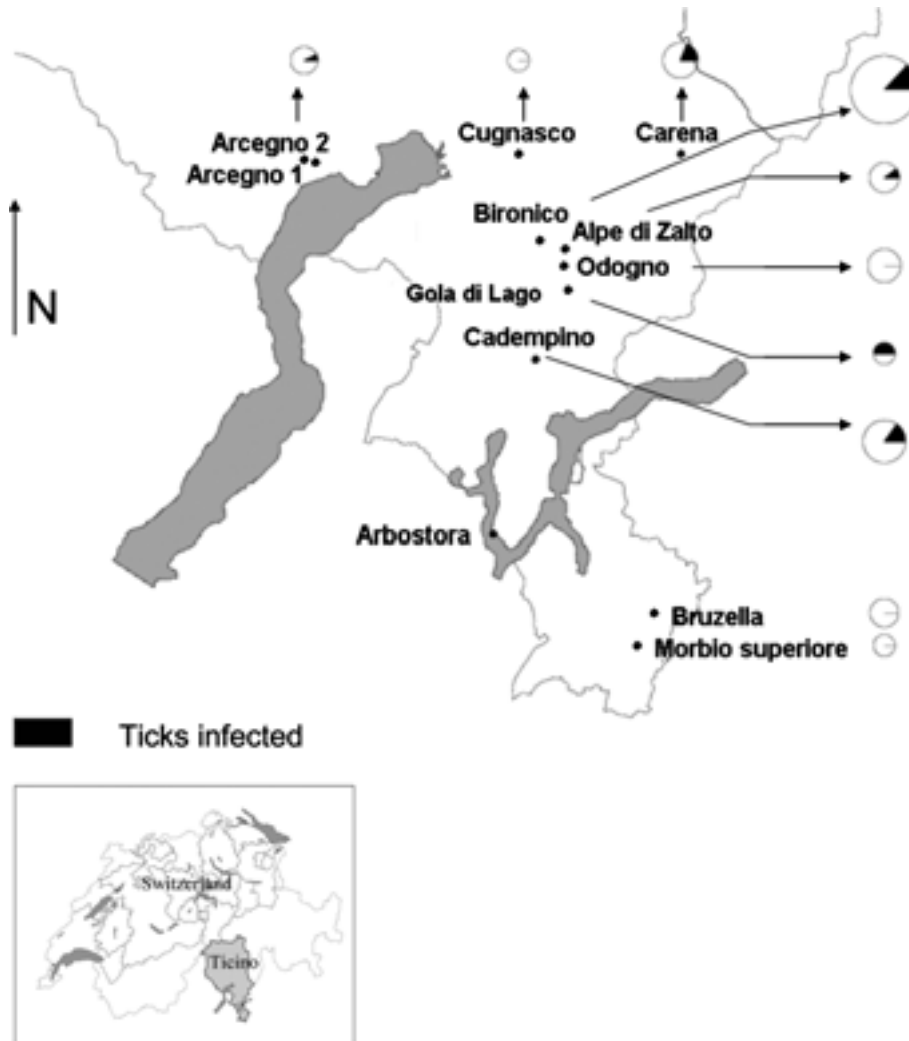 Arcegno 2
Arcegno 1
Cugnasco
Carena
Bironico
Alpe di Zalto
Odogno
Gola di Lago
Cadempino
N
Arbostora
Bruzella
Morbio superiore
Ticks infected
Switzerland
Ticino